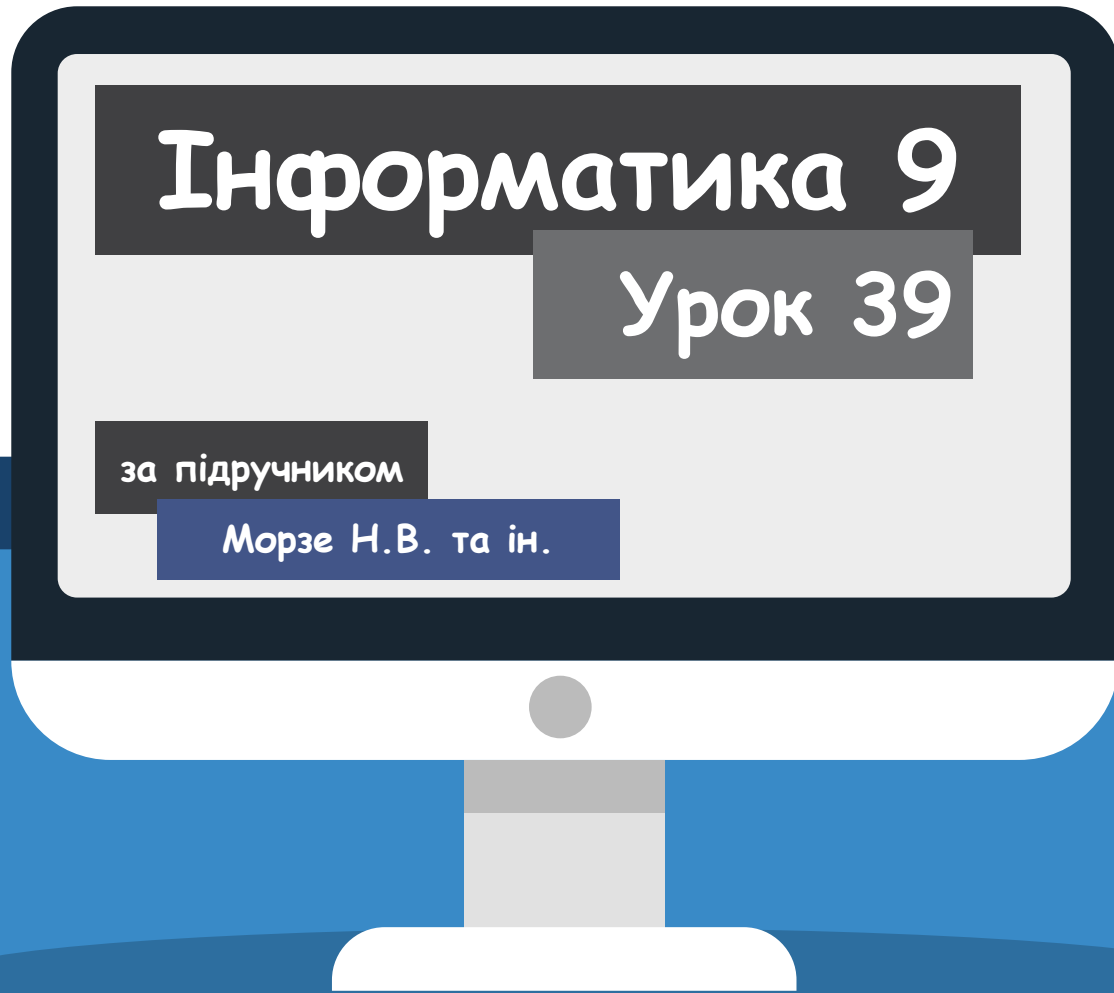 Інформатика 9
Урок 39
за підручником
Морзе Н.В. та ін.